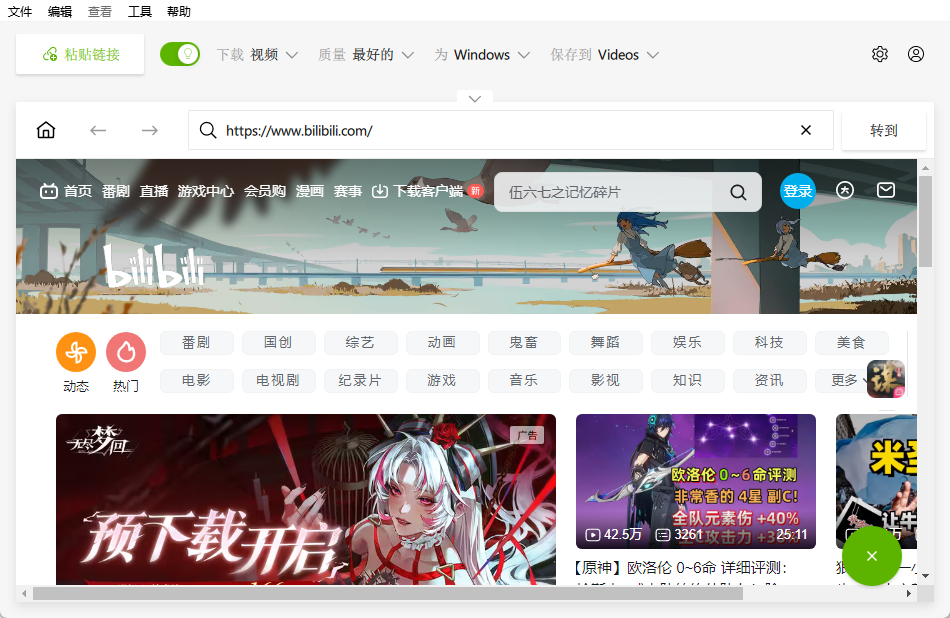 文件 编辑 查看 工具 帮助
粘贴链接 下载 视频 质量 最好的 为 Windows 保存到 Videos
https://www.bilibili.com/ 转到
首页 番剧 直播 游戏中心 会员购 漫画 赛事 下载客户端 新 伍六七之记忆碎片 登录
bilibili
番剧 国创 综艺 动画 鬼畜 舞蹈 娱乐 科技 美食
动态 热门 电影 电视剧 纪录片 游戏 音乐 影视 知识 资讯 更多
无尽梦回 广告
预下载开启
欧洛伦 0~6命评测
非常香的 4星 副C!
全队元素伤 +40%
42.5万 3261 25:11
【原神】欧洛伦 0~6命 详细评测：